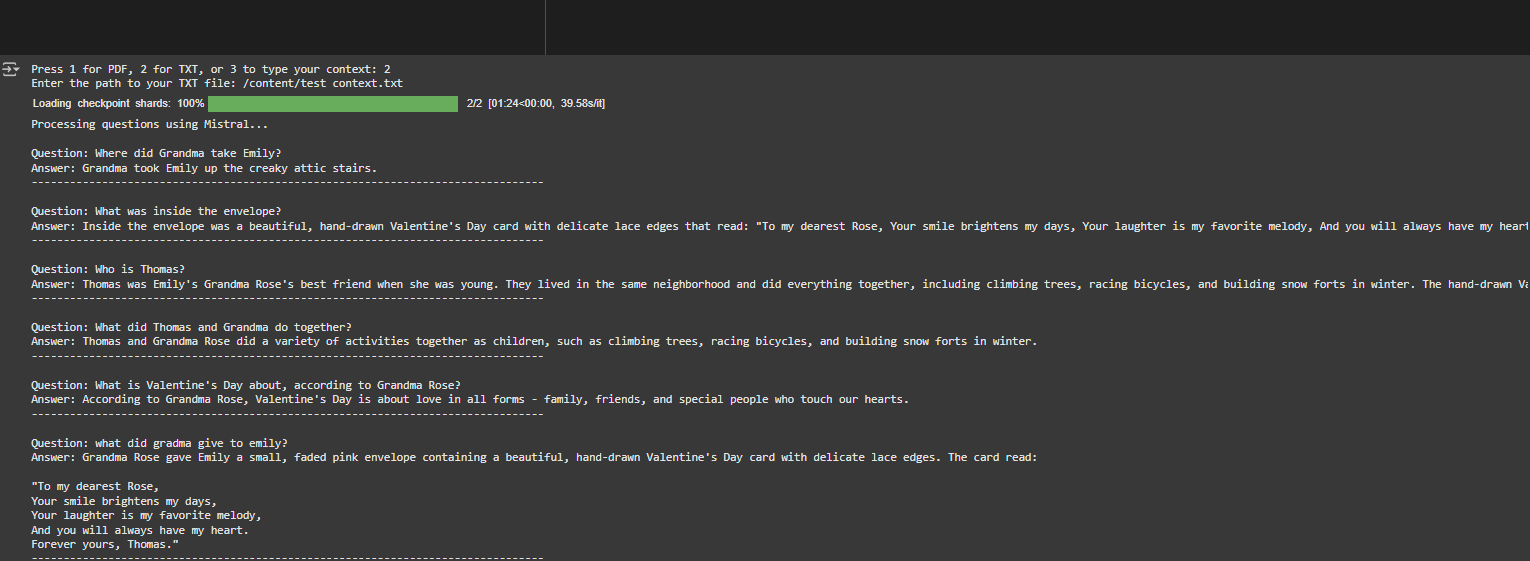 Press 1 for PDF, 2 for TXT, or 3 to type your context: 2
Enter the path to your TXT file: /content/test context.txt
Loading checkpoint shards: 100% 2/2 [01:24<00:00, 39.58s/it]
Processing questions using Mistral...
Question: Where did Grandma take Emily?
Answer: Grandma took Emily up the creaky attic stairs.
--------------------------------------------------------------------------------
Question: What was inside the envelope?
Answer: Inside the envelope was a beautiful, hand-drawn Valentine's Day card with delicate lace edges that read: "To my dearest Rose, Your smile brightens my days, Your laughter is my favorite melody, And you will always have my heart
--------------------------------------------------------------------------------
Question: Who is Thomas?
Answer: Thomas was Emily's Grandma Rose's best friend when she was young. They lived in the same neighborhood and did everything together, including climbing trees, racing bicycles, and building snow forts in winter. The hand-drawn
--------------------------------------------------------------------------------
Question: What did Thomas and Grandma do together?
Answer: Thomas and Grandma Rose did a variety of activities together as children, such as climbing trees, racing bicycles, and building snow forts in winter.
--------------------------------------------------------------------------------
Question: What is Valentine's Day about, according to Grandma Rose?
Answer: According to Grandma Rose, Valentine's Day is about love in all forms - family, friends, and special people who touch our hearts.
--------------------------------------------------------------------------------
Question: what did gradma give to emily?
Answer: Grandma Rose gave Emily a small, faded pink envelope containing a beautiful, hand-drawn Valentine's Day card with delicate lace edges. The card read:
"To my dearest Rose,
Your smile brightens my days,
Your laughter is my favorite melody,
And you will always have my heart.
Forever yours, Thomas."
--------------------------------------------------------------------------------